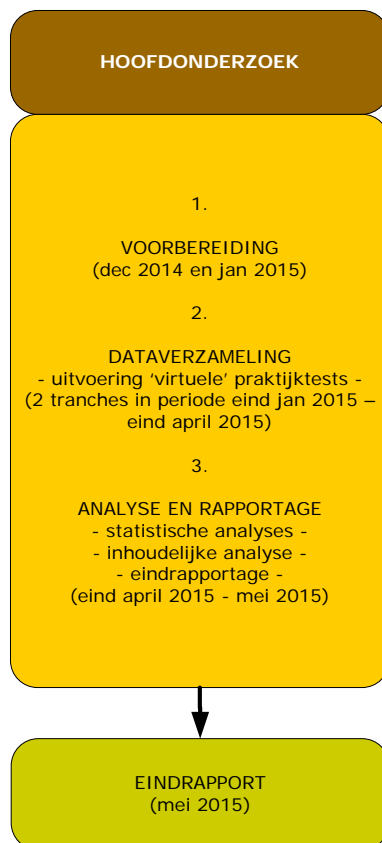 HOOFDONDERZOEK
1.
VOORBEREIDING
(dec 2014 en jan 2015)
2.
DATAVERZAMELING
- uitvoering ‘virtuele’ praktijktests -
(2 tranches in periode eind jan 2015 –
eind april 2015)
3.
ANALYSE EN RAPPORTAGE
- statistische analyses -
- inhoudelijke analyse -
- eindrapportage -
(eind april 2015 - mei 2015)
EINDRAPPORT
(mei 2015)